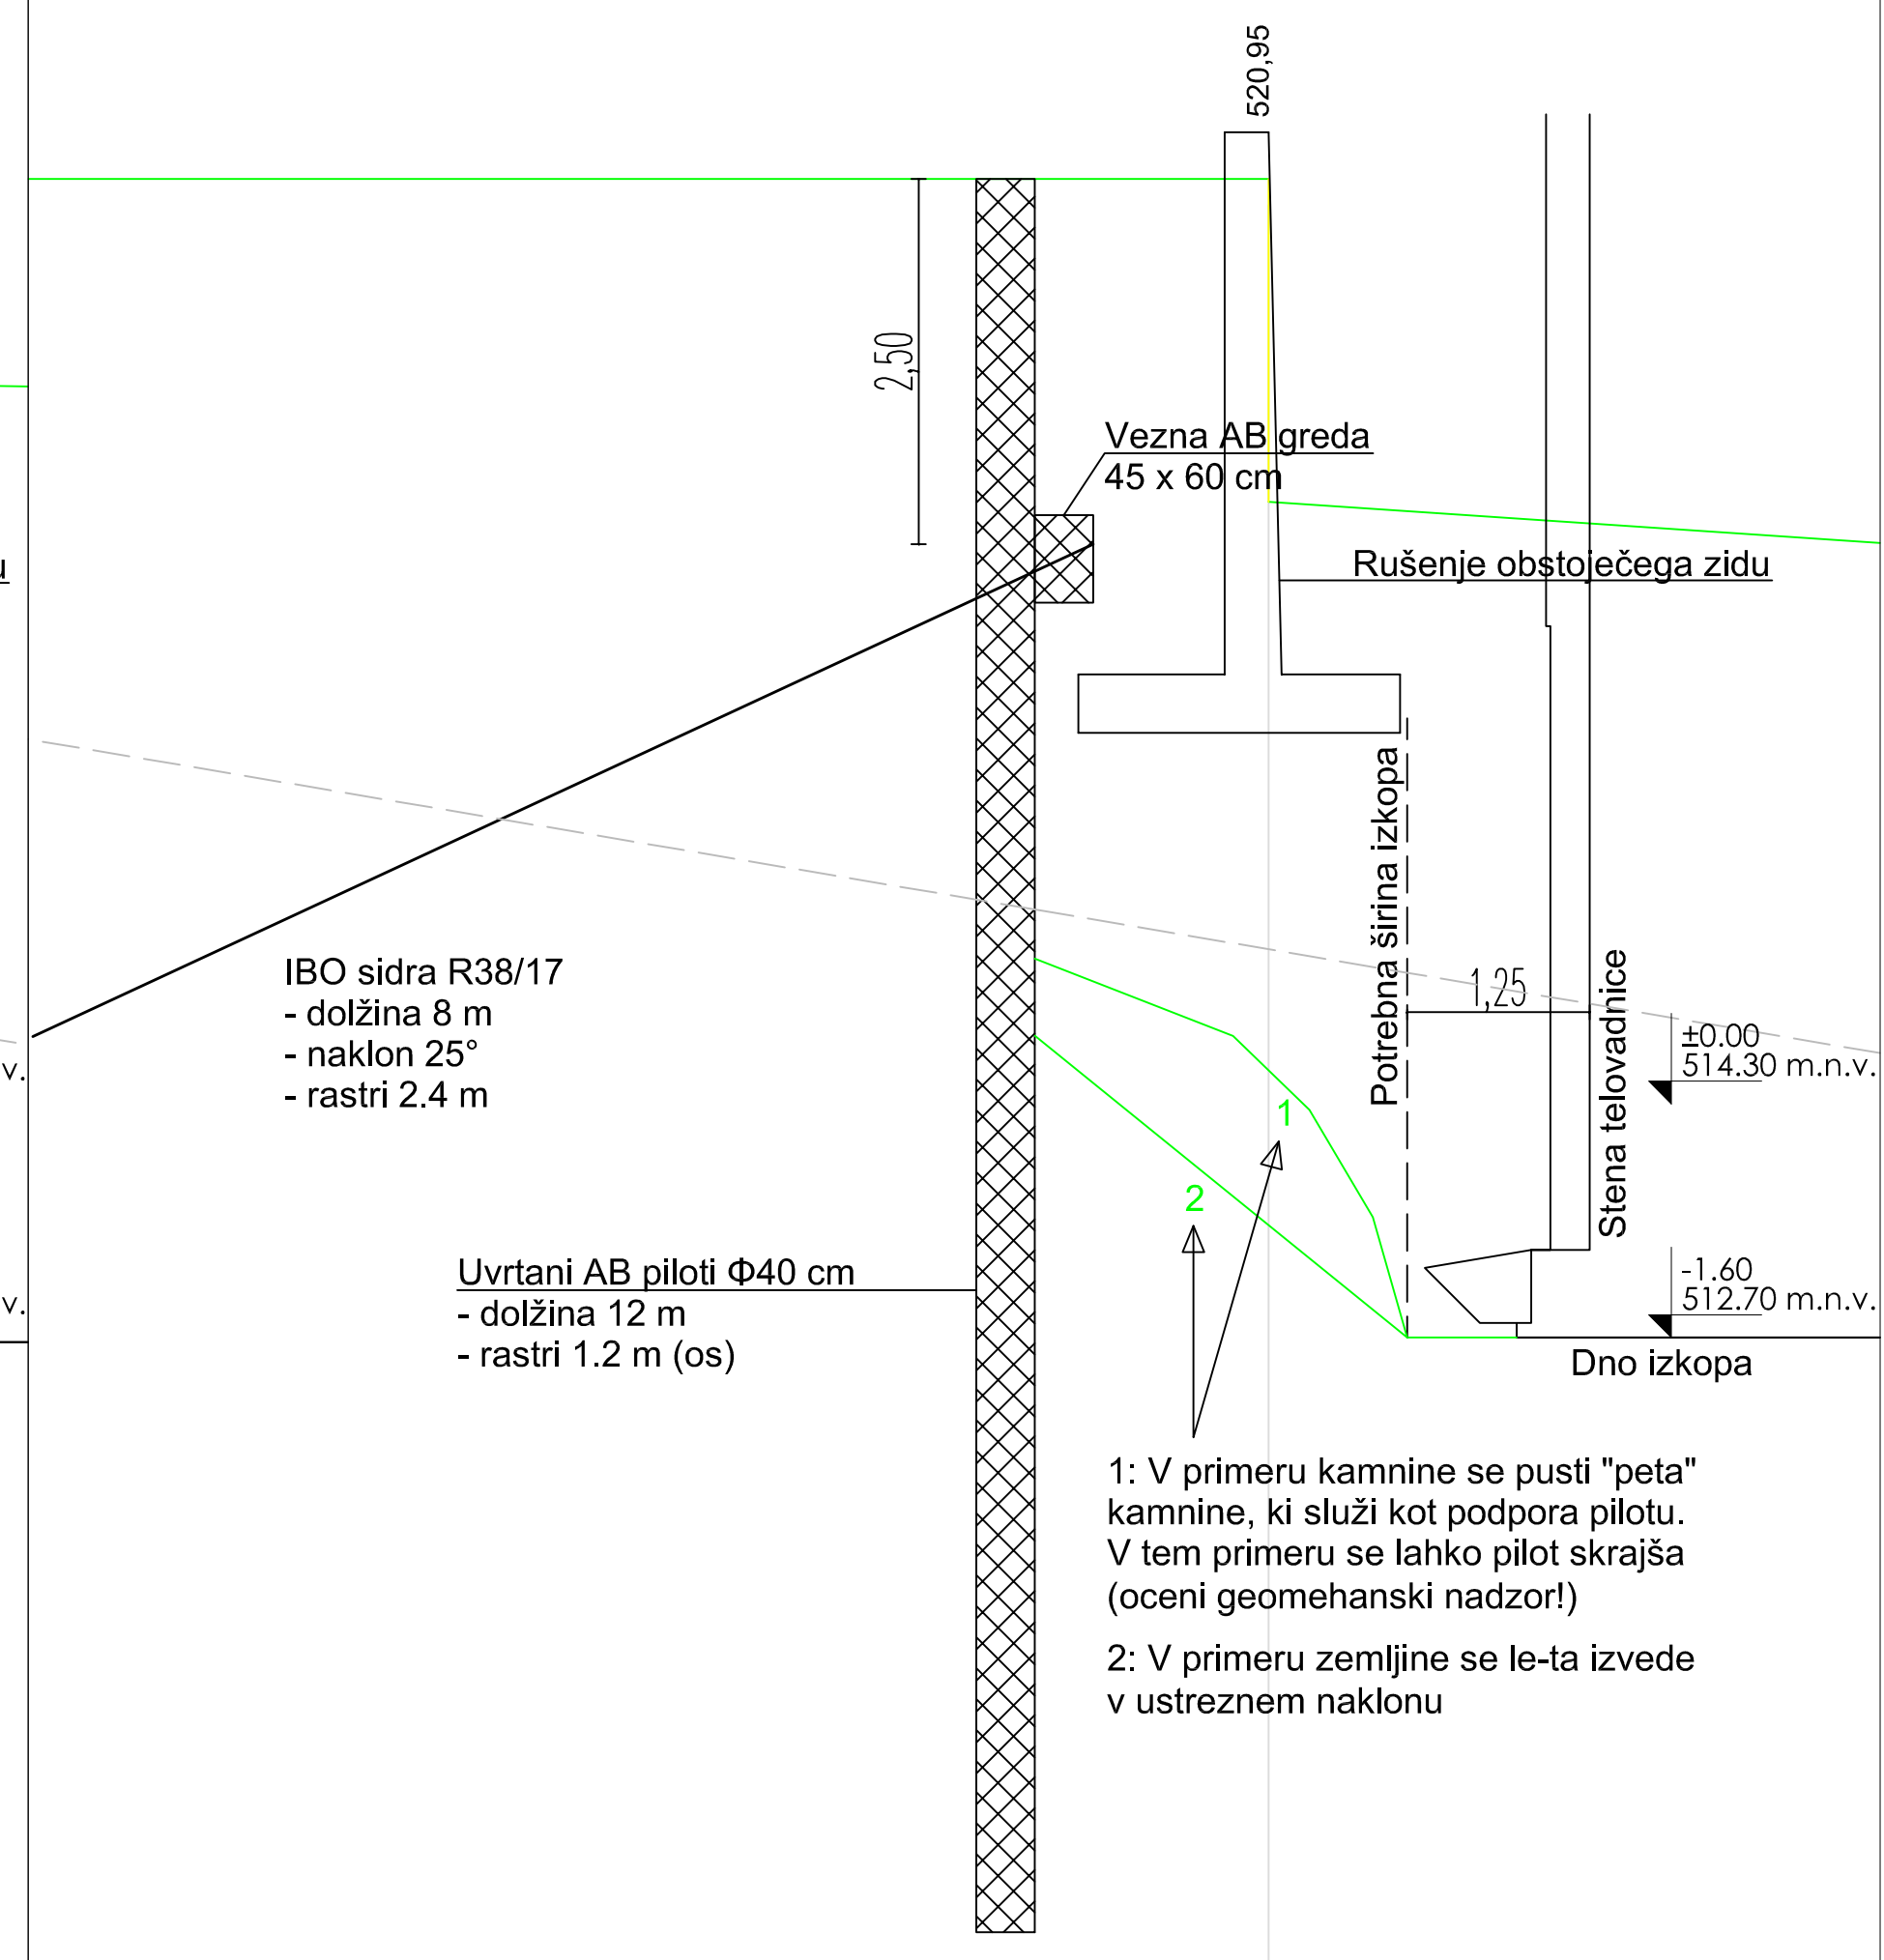 520,95
2,50
Vezna AB greda
45 x 60 cm
Rušenje obstoječega zidu
u
Potrebna širina izkopa
1,25
Stena telovadnice
±0.00
514.30 m.n.v.
v.
IBO sidra R38/17
- dolžina 8 m
- naklon 25°
- rastri 2.4 m
1
2
Uvrtani AB piloti Φ40 cm
- dolžina 12 m
- rastri 1.2 m (os)
-1.60
512.70 m.n.v.
v.
Dno izkopa
1: V primeru kamnine se pusti "peta"
kamnine, ki služi kot podpora pilotu.
V tem primeru se lahko pilot skrajša
(oceni geomehanski nadzor!)
2: V primeru zemljine se le-ta izvede
v ustreznem naklonu